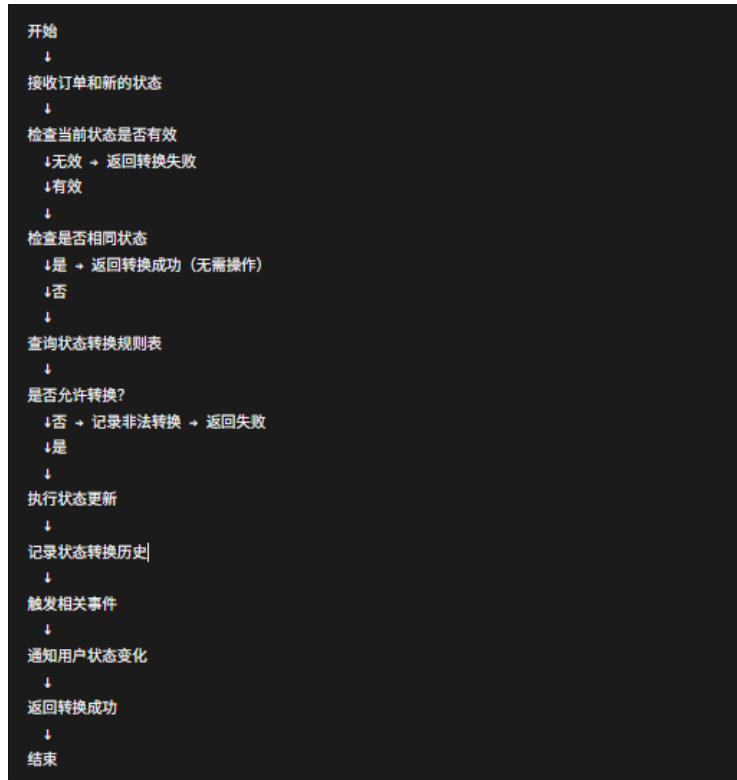 开始
↓
接收订单和新的状态
↓
检查当前状态是否有效
↓无效 → 返回转换失败
↓有效
↓
检查是否相同状态
↓是 → 返回转换成功（无需操作）
↓否
↓
查询状态转换规则表
↓
是否允许转换？
↓否 → 记录非法转换 → 返回失败
↓是
↓
执行状态更新
↓
记录状态转换历史
↓
触发相关事件
↓
通知用户状态变化
↓
返回转换成功
↓
结束